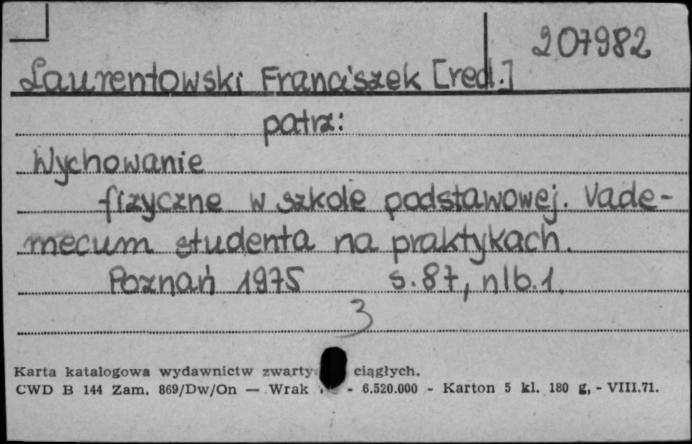 207982
Laurentowski Franciszek [red.]
patrz:
Wychowanie
fizyczne w szkole podstawowej. Vade-
mecum studenta na praktykach.
Poznań 1975 s. 87, nlb. 1.
3
Karta katalogowa wydawnictw zwarty ciągłych.
CWD B 144 Zam. 869/Dw/On — Wrak - 6.520.000 - Karton 5 kl. 180 g, - VIII.71.